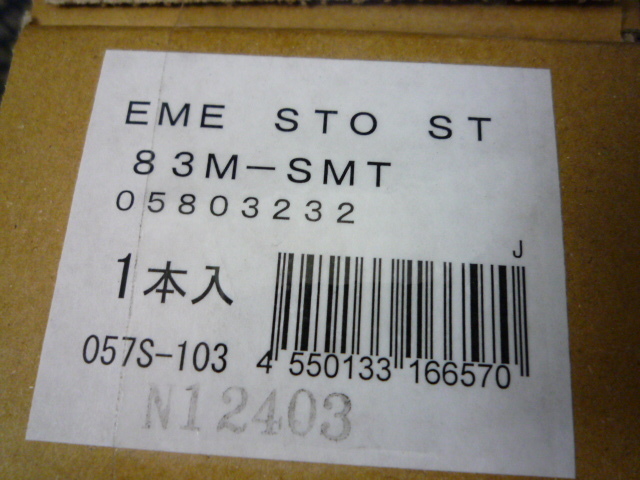 EME STO ST
83M-SMT
05803232
J
1本入
057S-103
4 550133 166570
N12403